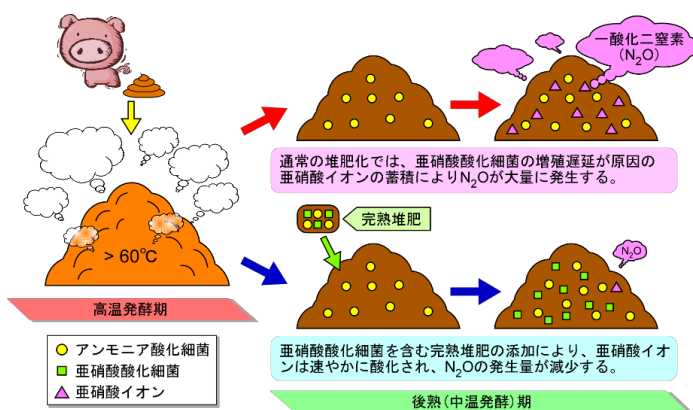 一酸化二窒素
(N₂O)
通常の堆肥化では、亜硝酸酸化細菌の増殖遅延が原因の
亜硝酸イオンの蓄積によりN₂Oが大量に発生する。
> 60℃
高温発酵期
完熟堆肥
N₂O
亜硝酸酸化細菌を含む完熟堆肥の添加により、亜硝酸イオ
ンは速やかに酸化され、N₂Oの発生量が減少する。
アンモニア酸化細菌
亜硝酸酸化細菌
亜硝酸イオン
後熟(中温発酵)期